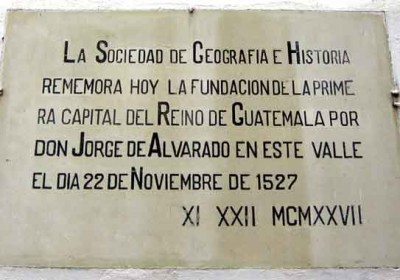 LA SOCIEDAD DE GEOGRAFIA E HISTORIA
REMEMORA HOY LA FUNDACION DE LA PRIME
RA CAPITAL DEL REINO DE GUATEMALA POR
DON JORGE DE ALVARADO EN ESTE VALLE
EL DIA 22 DE NOVIEMBRE DE 1527
XI XXII MCMXXVII